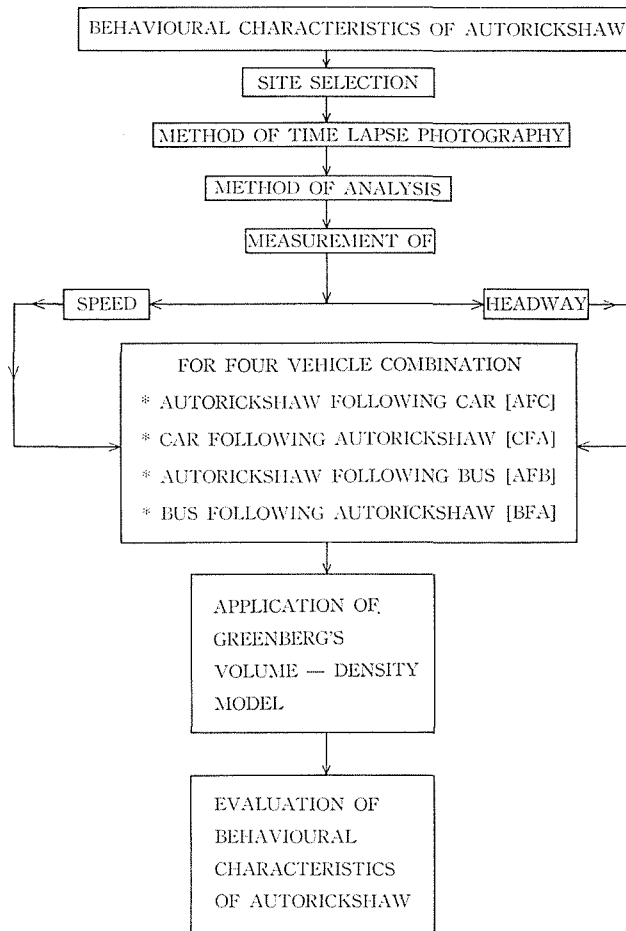 BEHAVIOURAL CHARACTERISTICS OF AUTORICKSHAW
SITE SELECTION
METHOD OF TIME LAPSE PHOTOGRAPHY
METHOD OF ANALYSIS
MEASUREMENT OF
SPEED
HEADWAY
FOR FOUR VEHICLE COMBINATION
* AUTORICKSHAW FOLLOWING CAR [AFC]
* CAR FOLLOWING AUTORICKSHAW [CFA]
* AUTORICKSHAW FOLLOWING BUS [AFB]
* BUS FOLLOWING AUTORICKSHAW [BFA]
APPLICATION OF
GREENBERG'S
VOLUME — DENSITY
MODEL
EVALUATION OF
BEHAVIOURAL
CHARACTERISTICS
OF AUTORICKSHAW